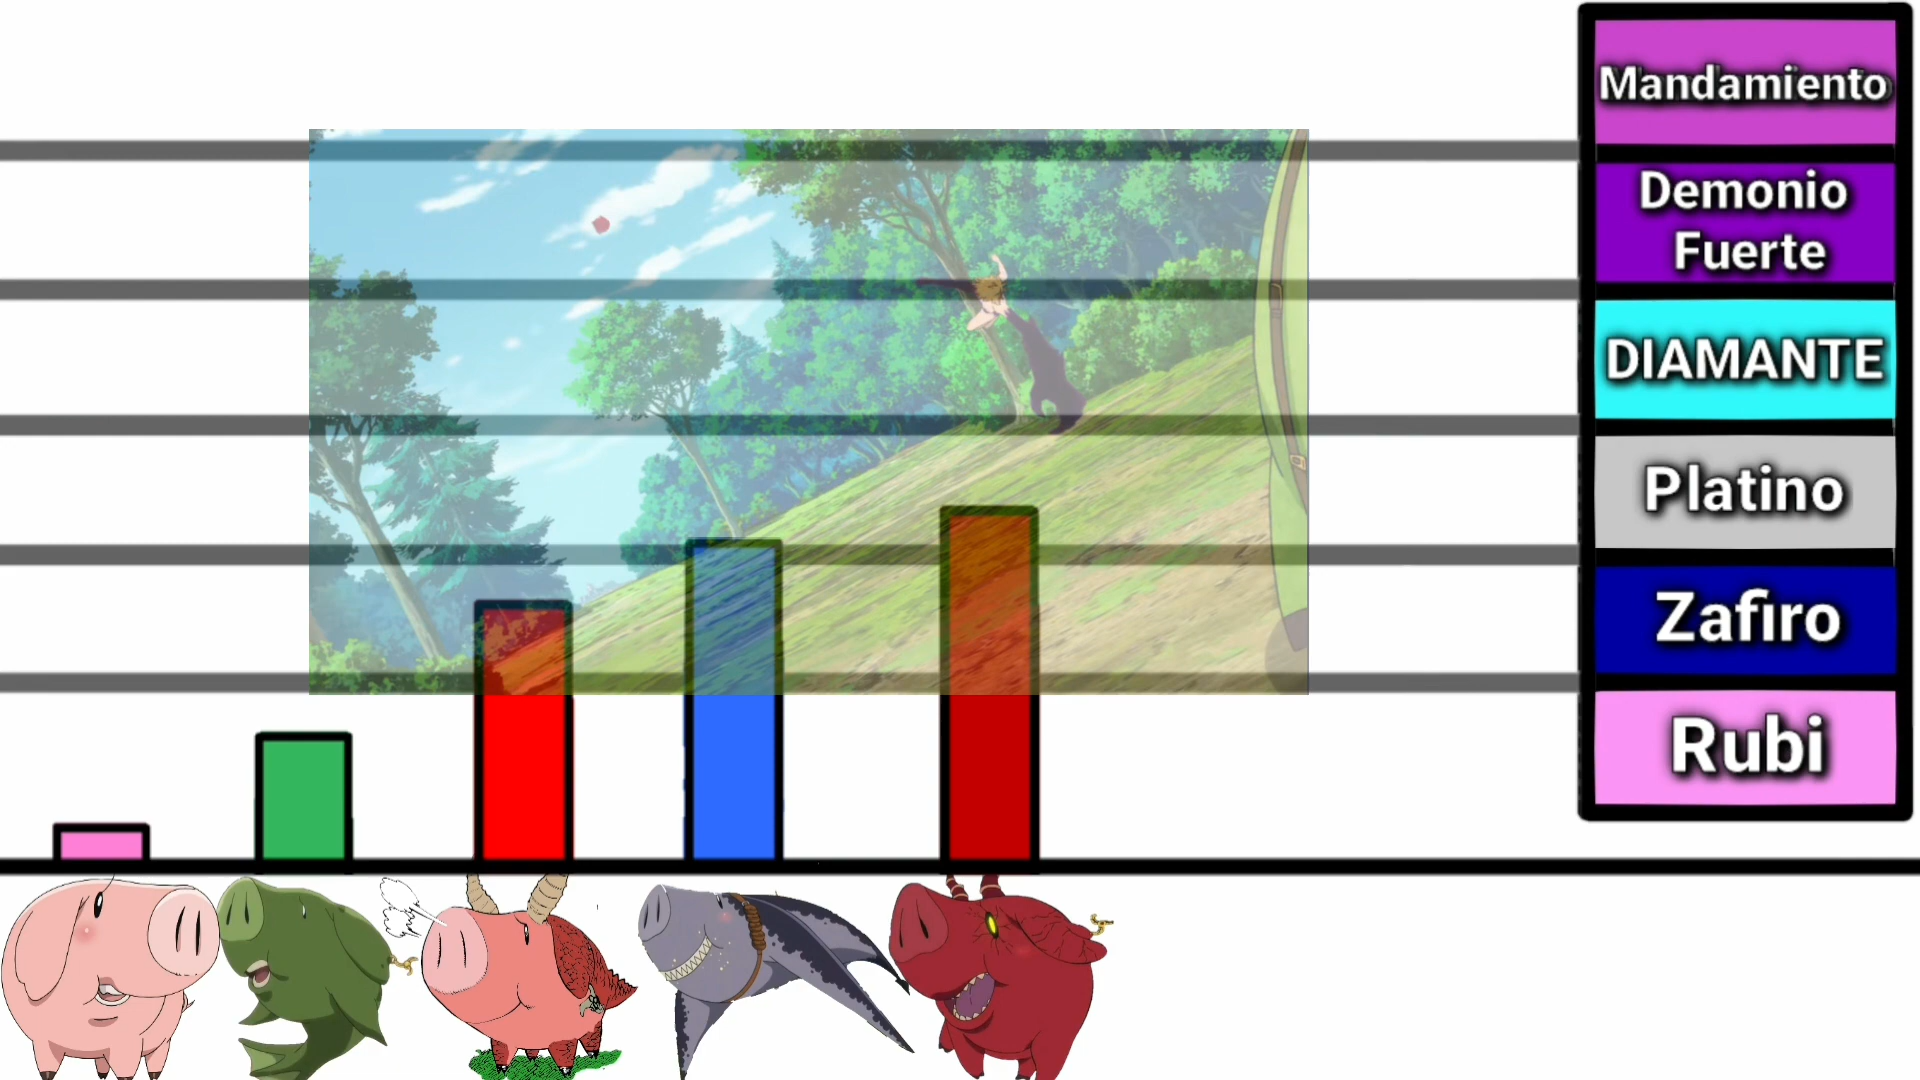 Mandamiento
Demonio
Fuerte
DIAMANTE
Platino
Zafiro
Rubi